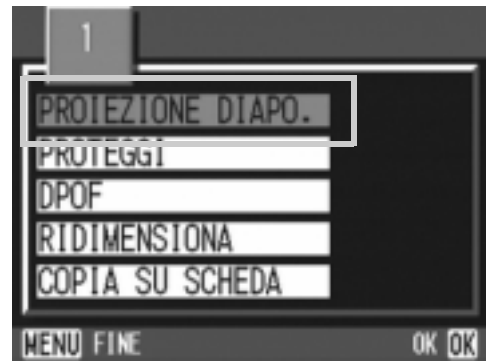 1
PROIEZIONE DIAPO.
PROTEGGI
DPOF
RIDIMENSIONA
COPIA SU SCHEDA
MENU FINE OK OK